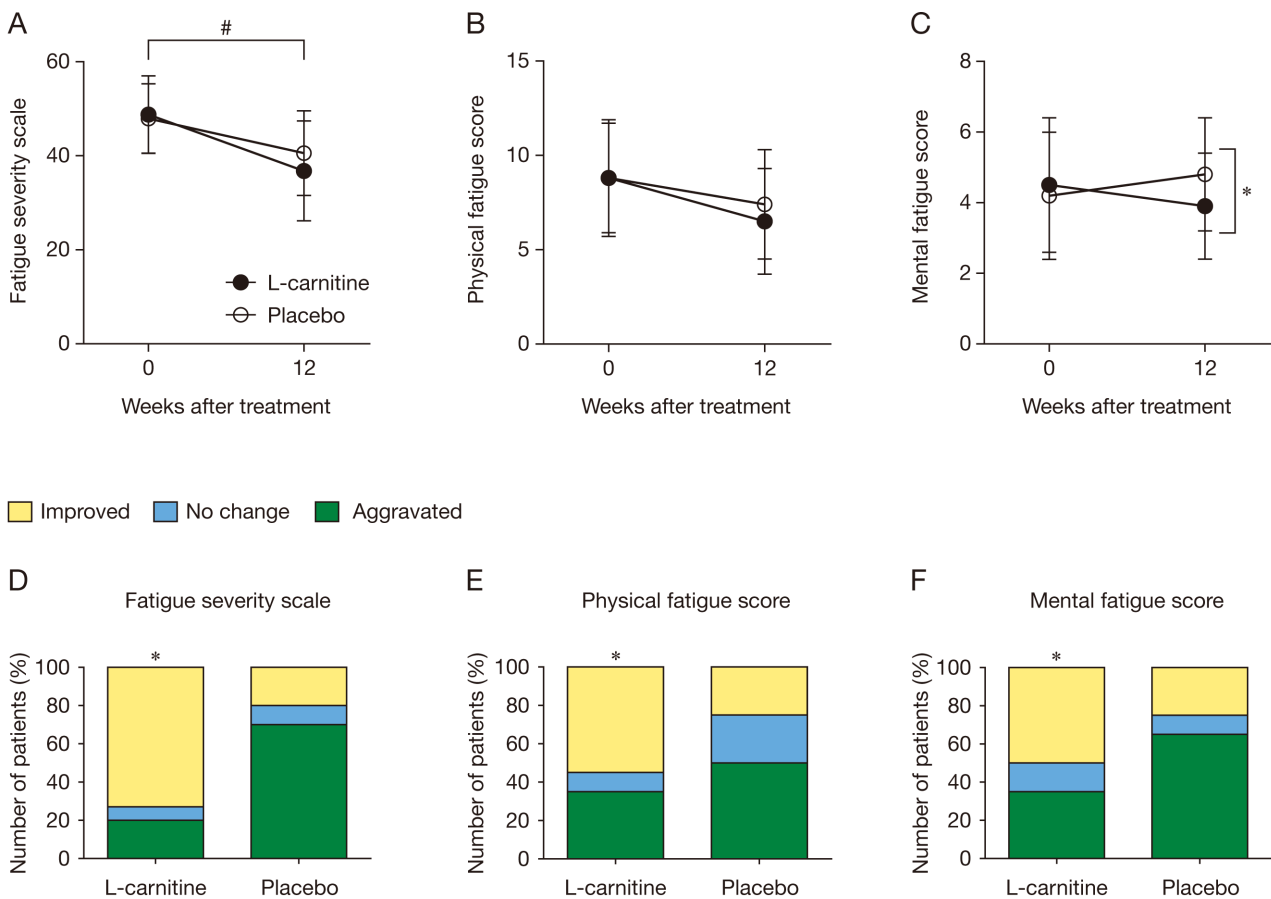 A
#
Fatigue severity scale
60
40
20
0
L-carnitine
Placebo
0 12
Weeks after treatment
B
Physical fatigue score
15
10
5
0
0 12
Weeks after treatment
C
Mental fatigue score
8
6
4
2
0
*
0 12
Weeks after treatment
Improved No change Aggravated
D
Fatigue severity scale
Number of patients (%)
100
80
60
40
20
0
*
L-carnitine Placebo
E
Physical fatigue score
Number of patients (%)
100
80
60
40
20
0
*
L-carnitine Placebo
F
Mental fatigue score
Number of patients (%)
100
80
60
40
20
0
*
L-carnitine Placebo